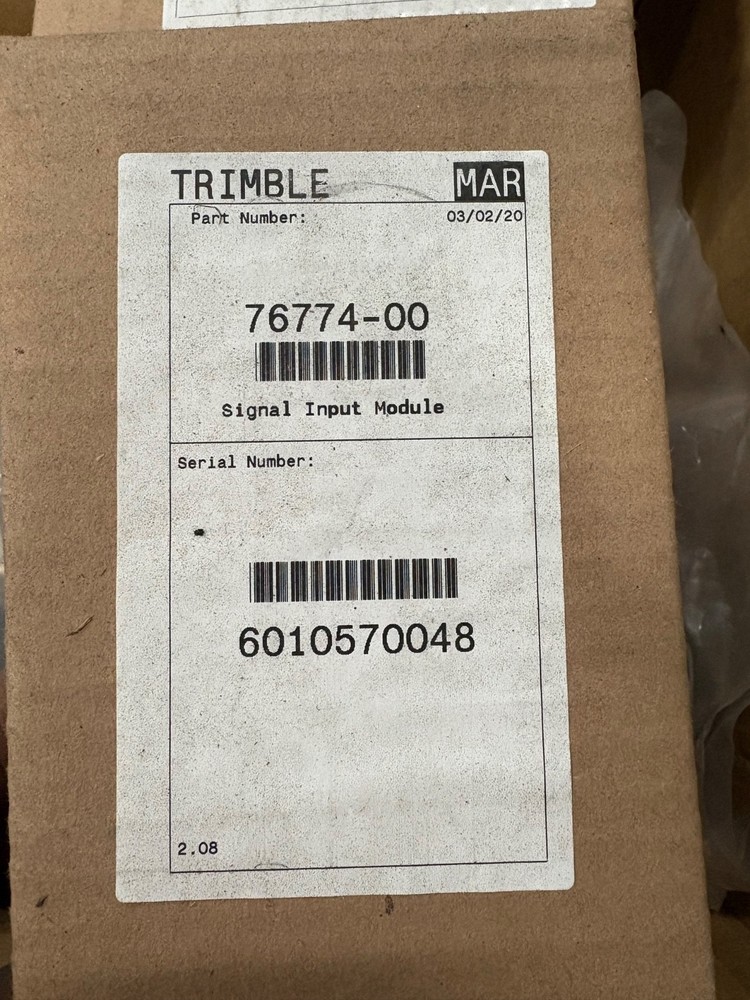 TRIMBLE MAR
Part Number: 03/02/20
76774-00
Signal Input Module
Serial Number:
6010570048
2.08